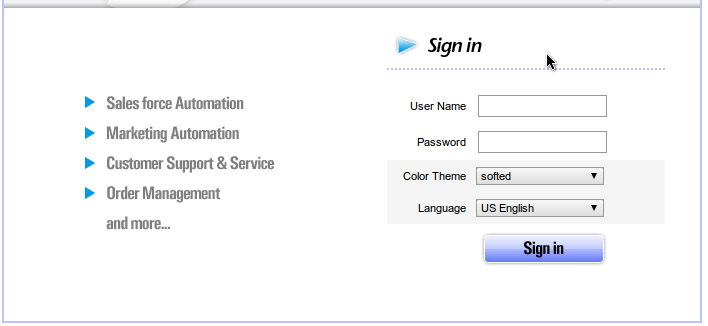 Sign in
Sales force Automation
Marketing Automation
Customer Support & Service
Order Management
and more...
User Name
Password
Color Theme softed
Language US English
Sign in